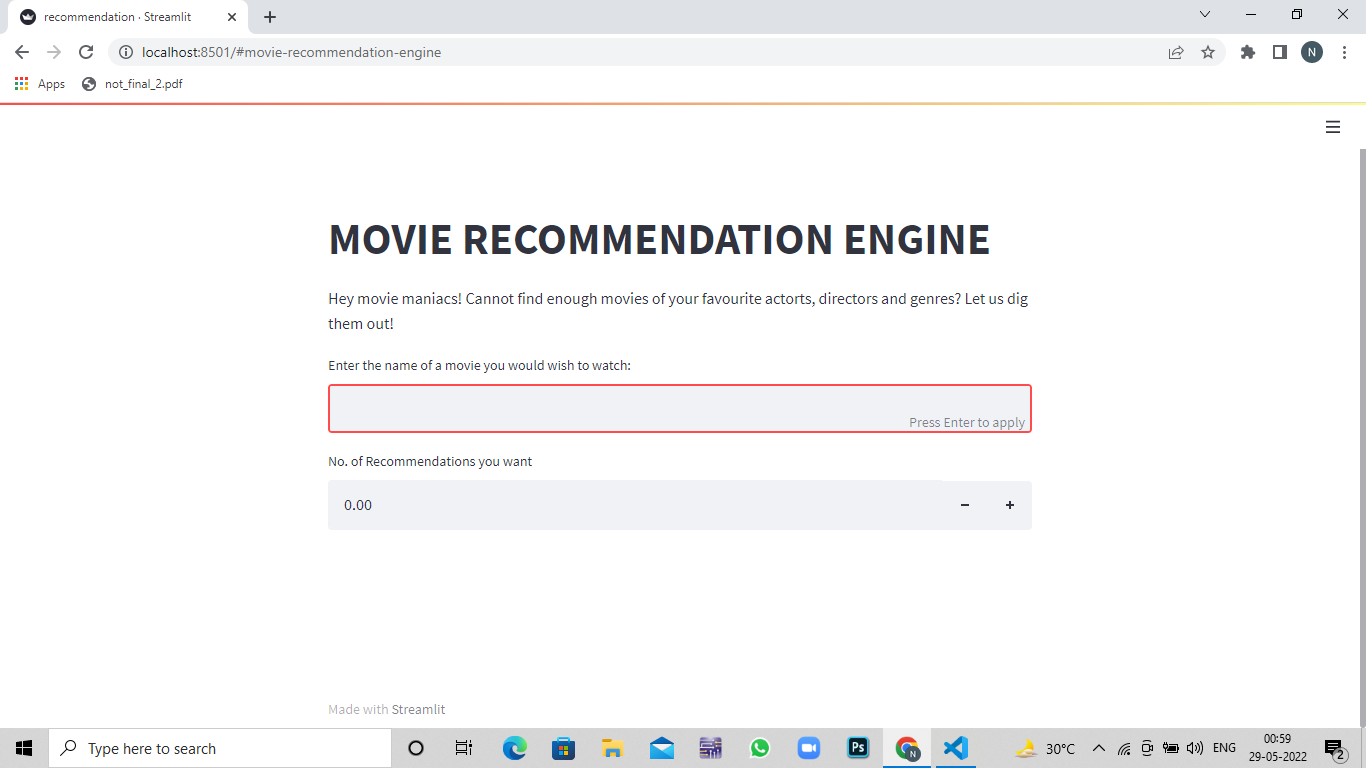 recommendation · Streamlit
localhost:8501/#movie-recommendation-engine
N
Apps
not_final_2.pdf
MOVIE RECOMMENDATION ENGINE
Hey movie maniacs! Cannot find enough movies of your favourite actorts, directors and genres? Let us dig
them out!
Enter the name of a movie you would wish to watch:
Press Enter to apply
No. of Recommendations you want
0.00
Made with Streamlit
Type here to search
Ps
N
30°C
ENG
00:59
29-05-2022
2